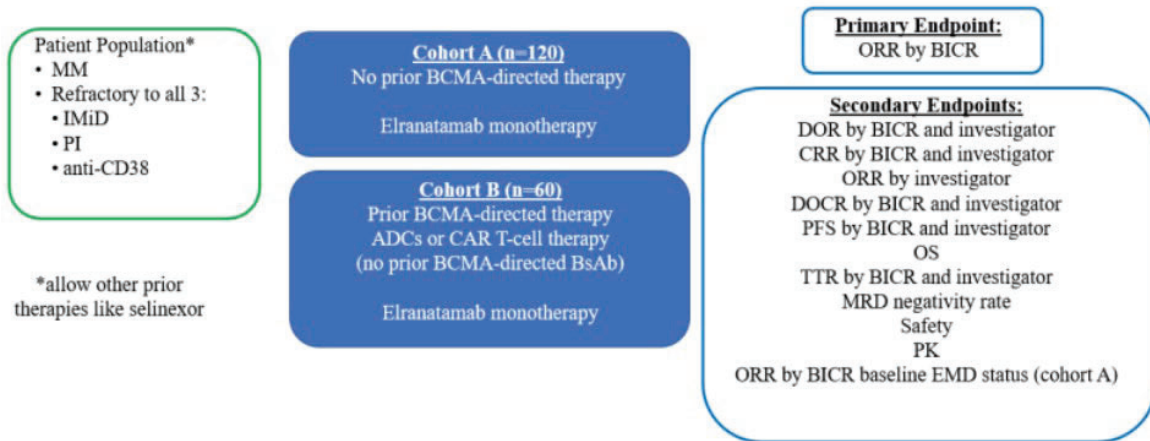 Patient Population*
• MM
• Refractory to all 3:
• IMiD
• PI
• anti-CD38
*allow other prior
therapies like selinexor
Cohort A (n=120)
No prior BCMA-directed therapy
Elranatamab monotherapy
Cohort B (n=60)
Prior BCMA-directed therapy
ADCs or CAR T-cell therapy
(no prior BCMA-directed BsAb)
Elranatamab monotherapy
Primary Endpoint:
ORR by BICR
Secondary Endpoints:
DOR by BICR and investigator
CRR by BICR and investigator
ORR by investigator
DOCR by BICR and investigator
PFS by BICR and investigator
OS
TTR by BICR and investigator
MRD negativity rate
Safety
PK
ORR by BICR baseline EMD status (cohort A)